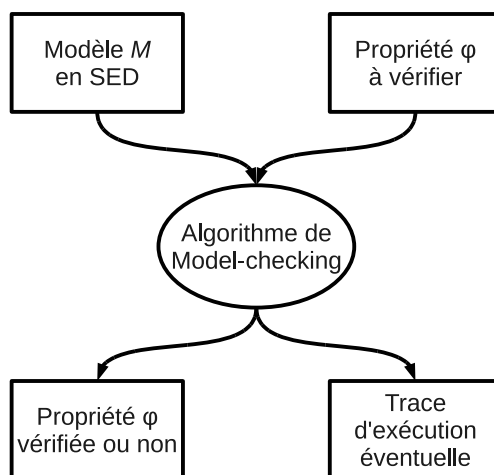 Modèle M
en SED
Propriété φ
à vérifier
Algorithme de
Model-checking
Propriété φ
vérifiée ou non
Trace
d'exécution
éventuelle